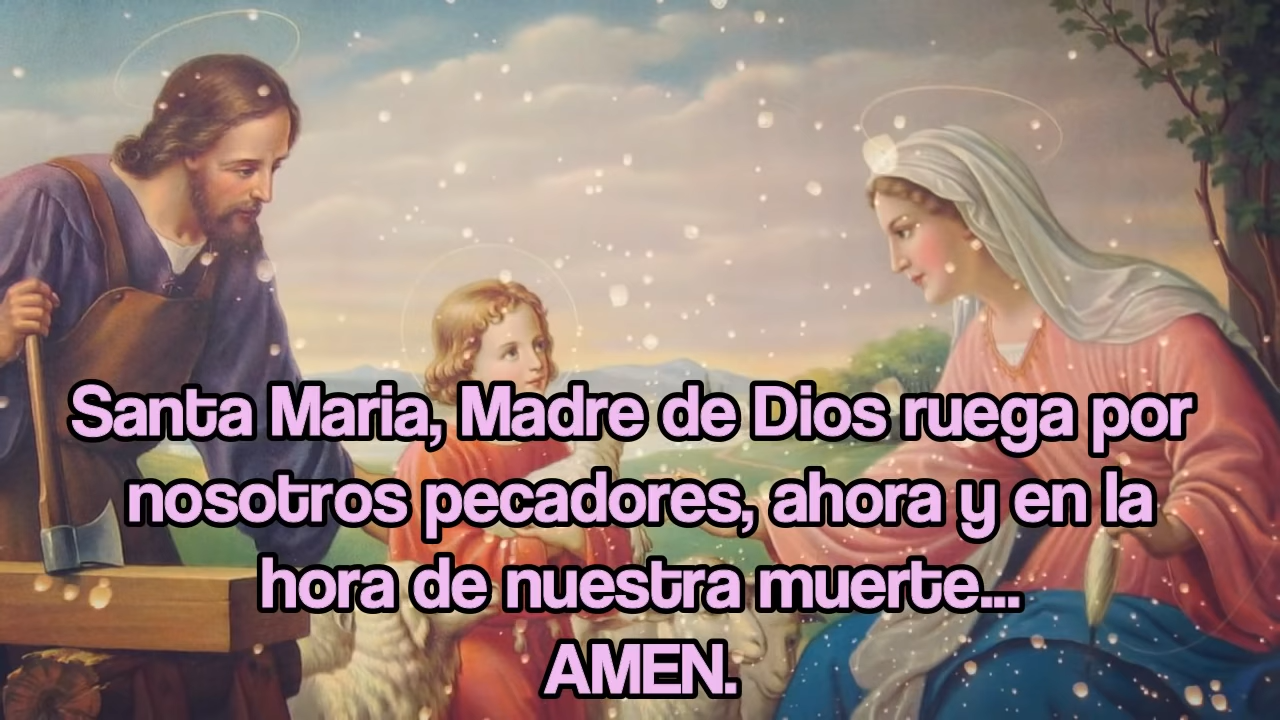 Santa Maria, Madre de Dios ruega por
nosotros pecadores, ahora y en la
hora de nuestra muerte...
AMEN.